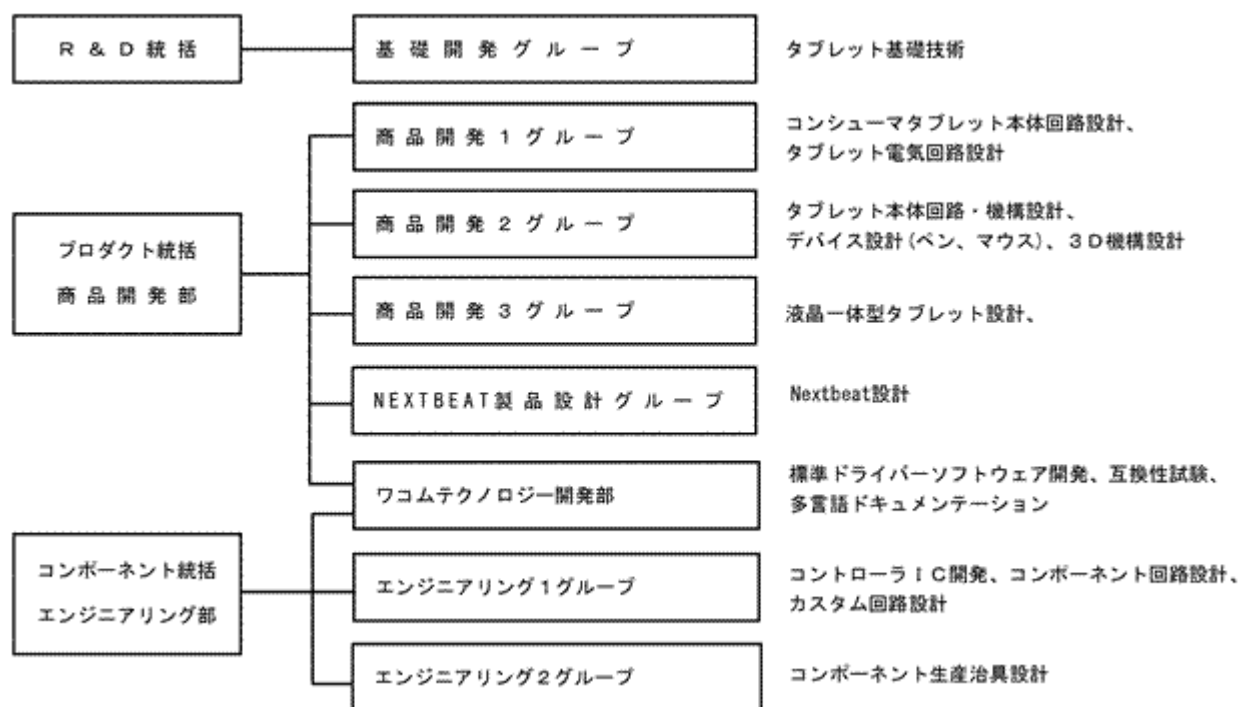 R＆D統括
基礎開発グループ
タブレット基礎技術
商品開発1グループ
コンシューマタブレット本体回路設計、
タブレット電気回路設計
プロダクト統括
商品開発部
商品開発2グループ
タブレット本体回路・機構設計、
デバイス設計(ペン、マウス)、3D機構設計
商品開発3グループ
液晶一体型タブレット設計、
NEXTBEAT製品設計グループ
Nextbeat設計
ワコムテクノロジー開発部
標準ドライバーソフトウェア開発、互換性試験、
多言語ドキュメンテーション
コンポーネント統括
エンジニアリング部
エンジニアリング1グループ
コントローラIC開発、コンポーネント回路設計、
カスタム回路設計
エンジニアリング2グループ
コンポーネント生産治具設計